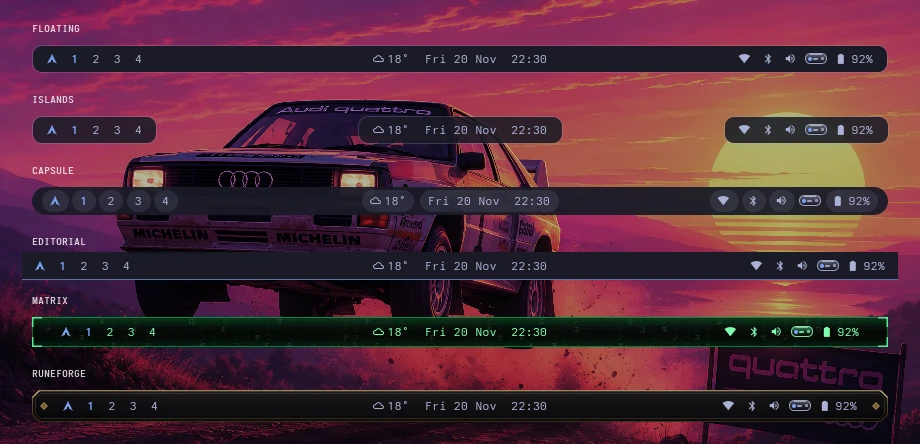 FLOATING
1 2 3 4 18° Fri 20 Nov 22:30 92%
ISLANDS
Audi quattro
1 2 3 4 18° Fri 20 Nov 22:30 92%
CAPSULE
1 2 3 4 18° Fri 20 Nov 22:30 92%
MICHELIN MICHELIN
EDITORIAL
1 2 3 4 18° Fri 20 Nov 22:30 92%
MATRIX
1 2 3 4 18° Fri 20 Nov 22:30 92%
quattro
RUNEFORGE
1 2 3 4 18° Fri 20 Nov 22:30 92%